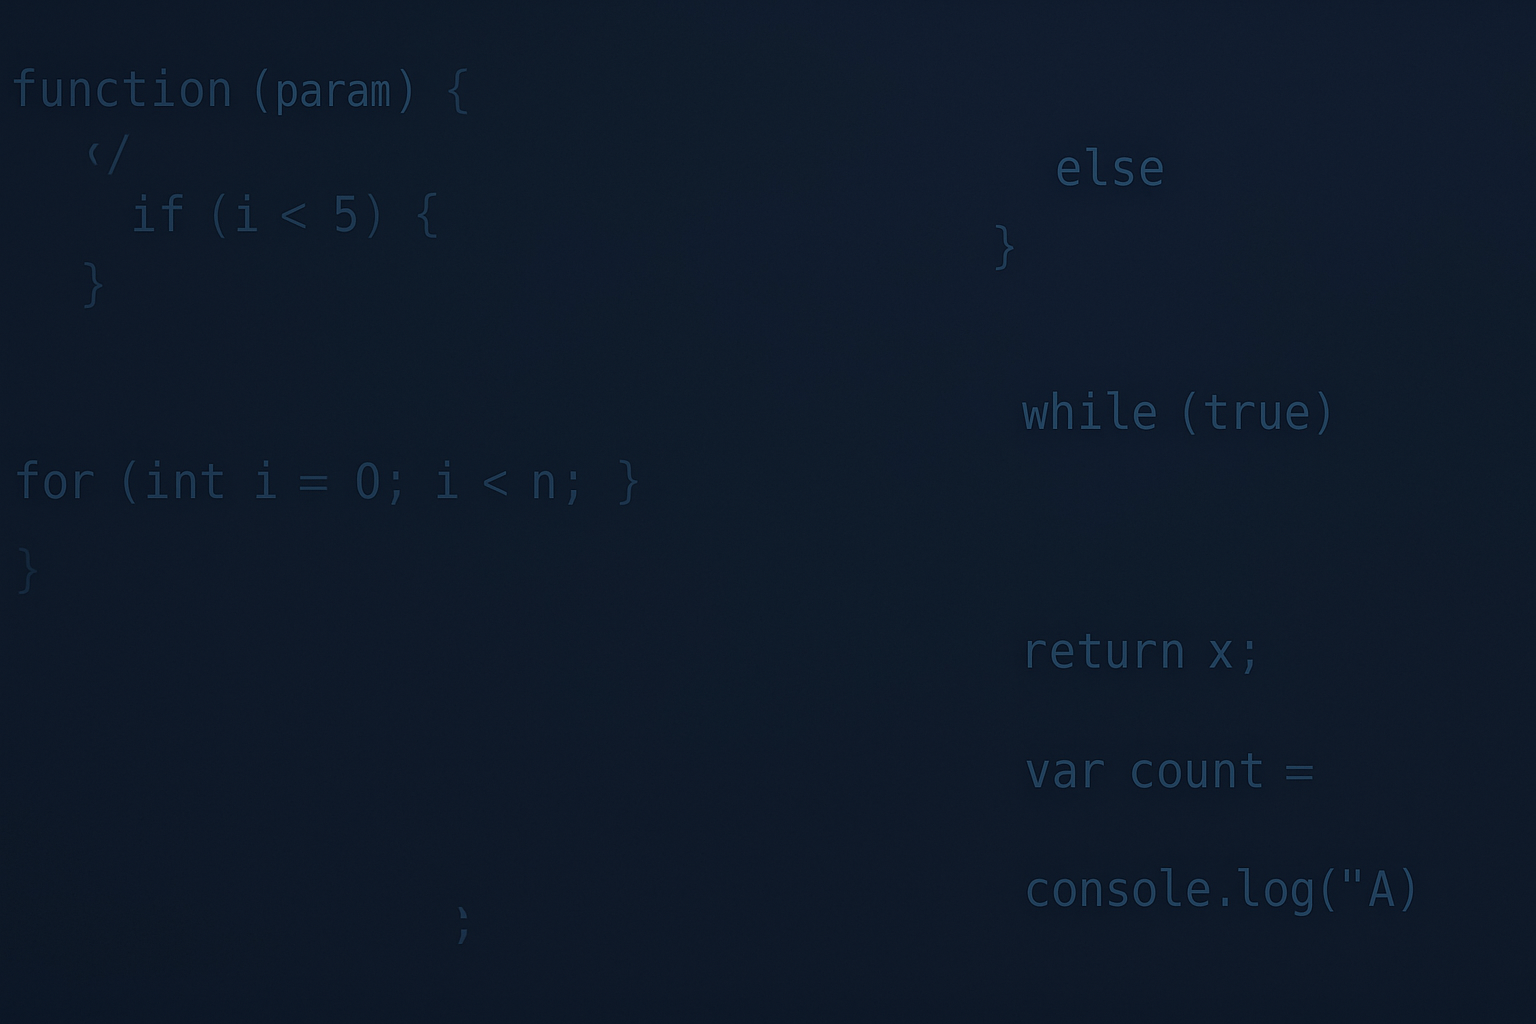 function (param) {
</
if (i < 5) {
}
for (int i = 0; i < n; }
}
;
else
}
while (true)
return x;
var count =
console.log("A)